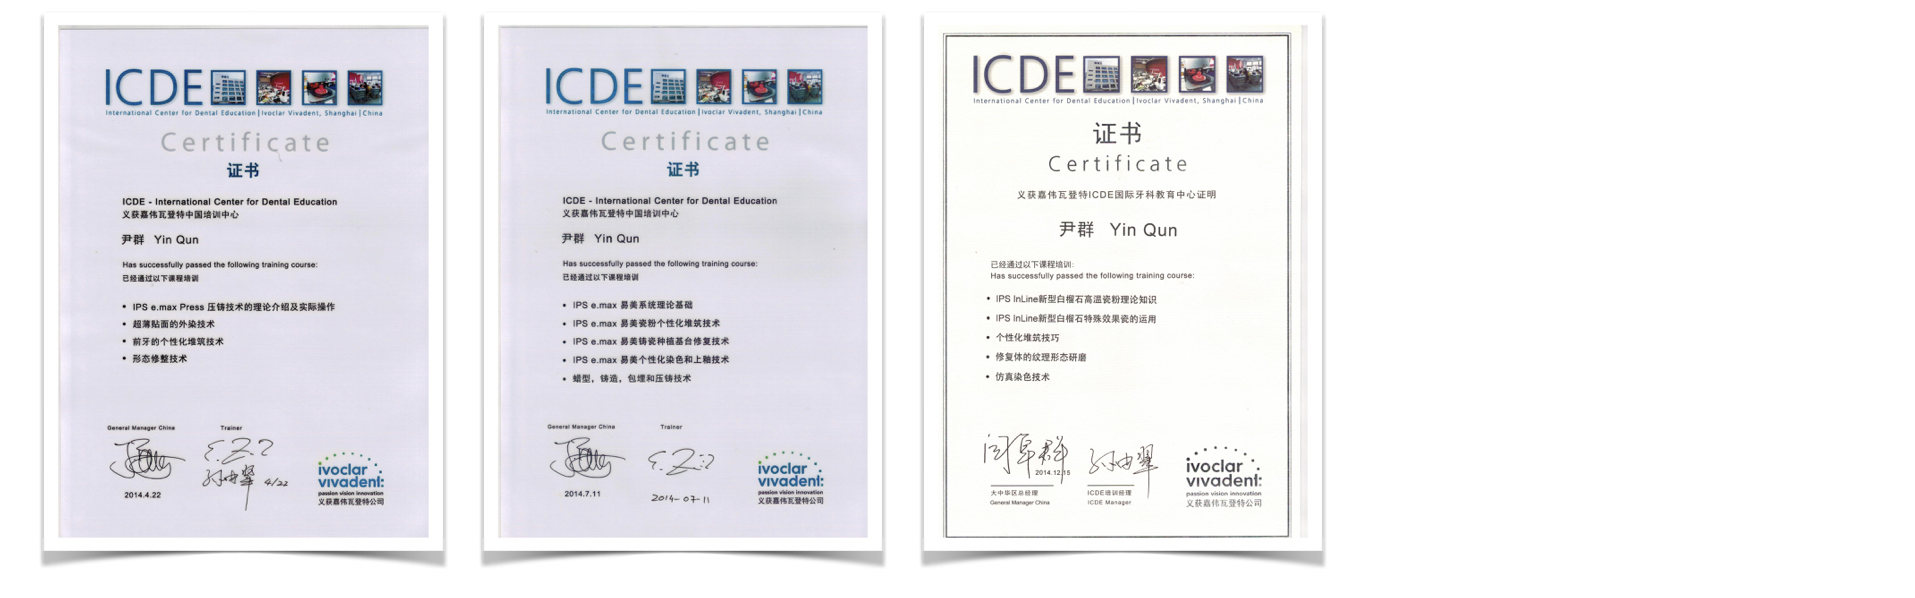 ICDE
International Center for Dental Education | Ivoclar Vivadent, Shanghai | China
Certificate
证书
ICDE - International Center for Dental Education
义获嘉伟瓦登特中国培训中心
尹群 Yin Qun
Has successfully passed the following training course:
已经通过以下课程培训
• IPS e.max Press 压铸技术的理论介绍及实际操作
• 超薄贴面的外染技术
• 前牙的个性化堆筑技术
• 形态修整技术
General Manager China
Trainer
4/22
2014.4.22
ivoclar
vivadent:
passion vision innovation
义获嘉伟瓦登特公司
ICDE
International Center for Dental Education | Ivoclar Vivadent, Shanghai | China
Certificate
证书
ICDE - International Center for Dental Education
义获嘉伟瓦登特中国培训中心
尹群 Yin Qun
Has successfully passed the following training course:
已经通过以下课程培训
• IPS e.max 易美系统理论基础
• IPS e.max 易美瓷粉个性化堆筑技术
• IPS e.max 易美铸瓷种植基台修复技术
• IPS e.max 易美个性化染色和上釉技术
• 蜡型，铸造，包埋和压铸技术
General Manager China
Trainer
2014.7.11
2014-07-11
ivoclar
vivadent:
passion vision innovation
义获嘉伟瓦登特公司
ICDE
International Center for Dental Education | Ivoclar Vivadent, Shanghai | China
证书
Certificate
义获嘉伟瓦登特ICDE国际牙科教育中心证明
尹群 Yin Qun
已经通过以下课程培训:
Has successfully passed the following training course:
• IPS InLine新型白榴石高温瓷粉理论知识
• IPS InLine新型白榴石特殊效果瓷的运用
• 个性化堆筑技巧
• 修复体的纹理形态研磨
• 仿真染色技术
2014.12.15
大中华区总经理
General Manager China
ICDE培训经理
ICDE Manager
ivoclar
vivadent:
passion vision innovation
义获嘉伟瓦登特公司